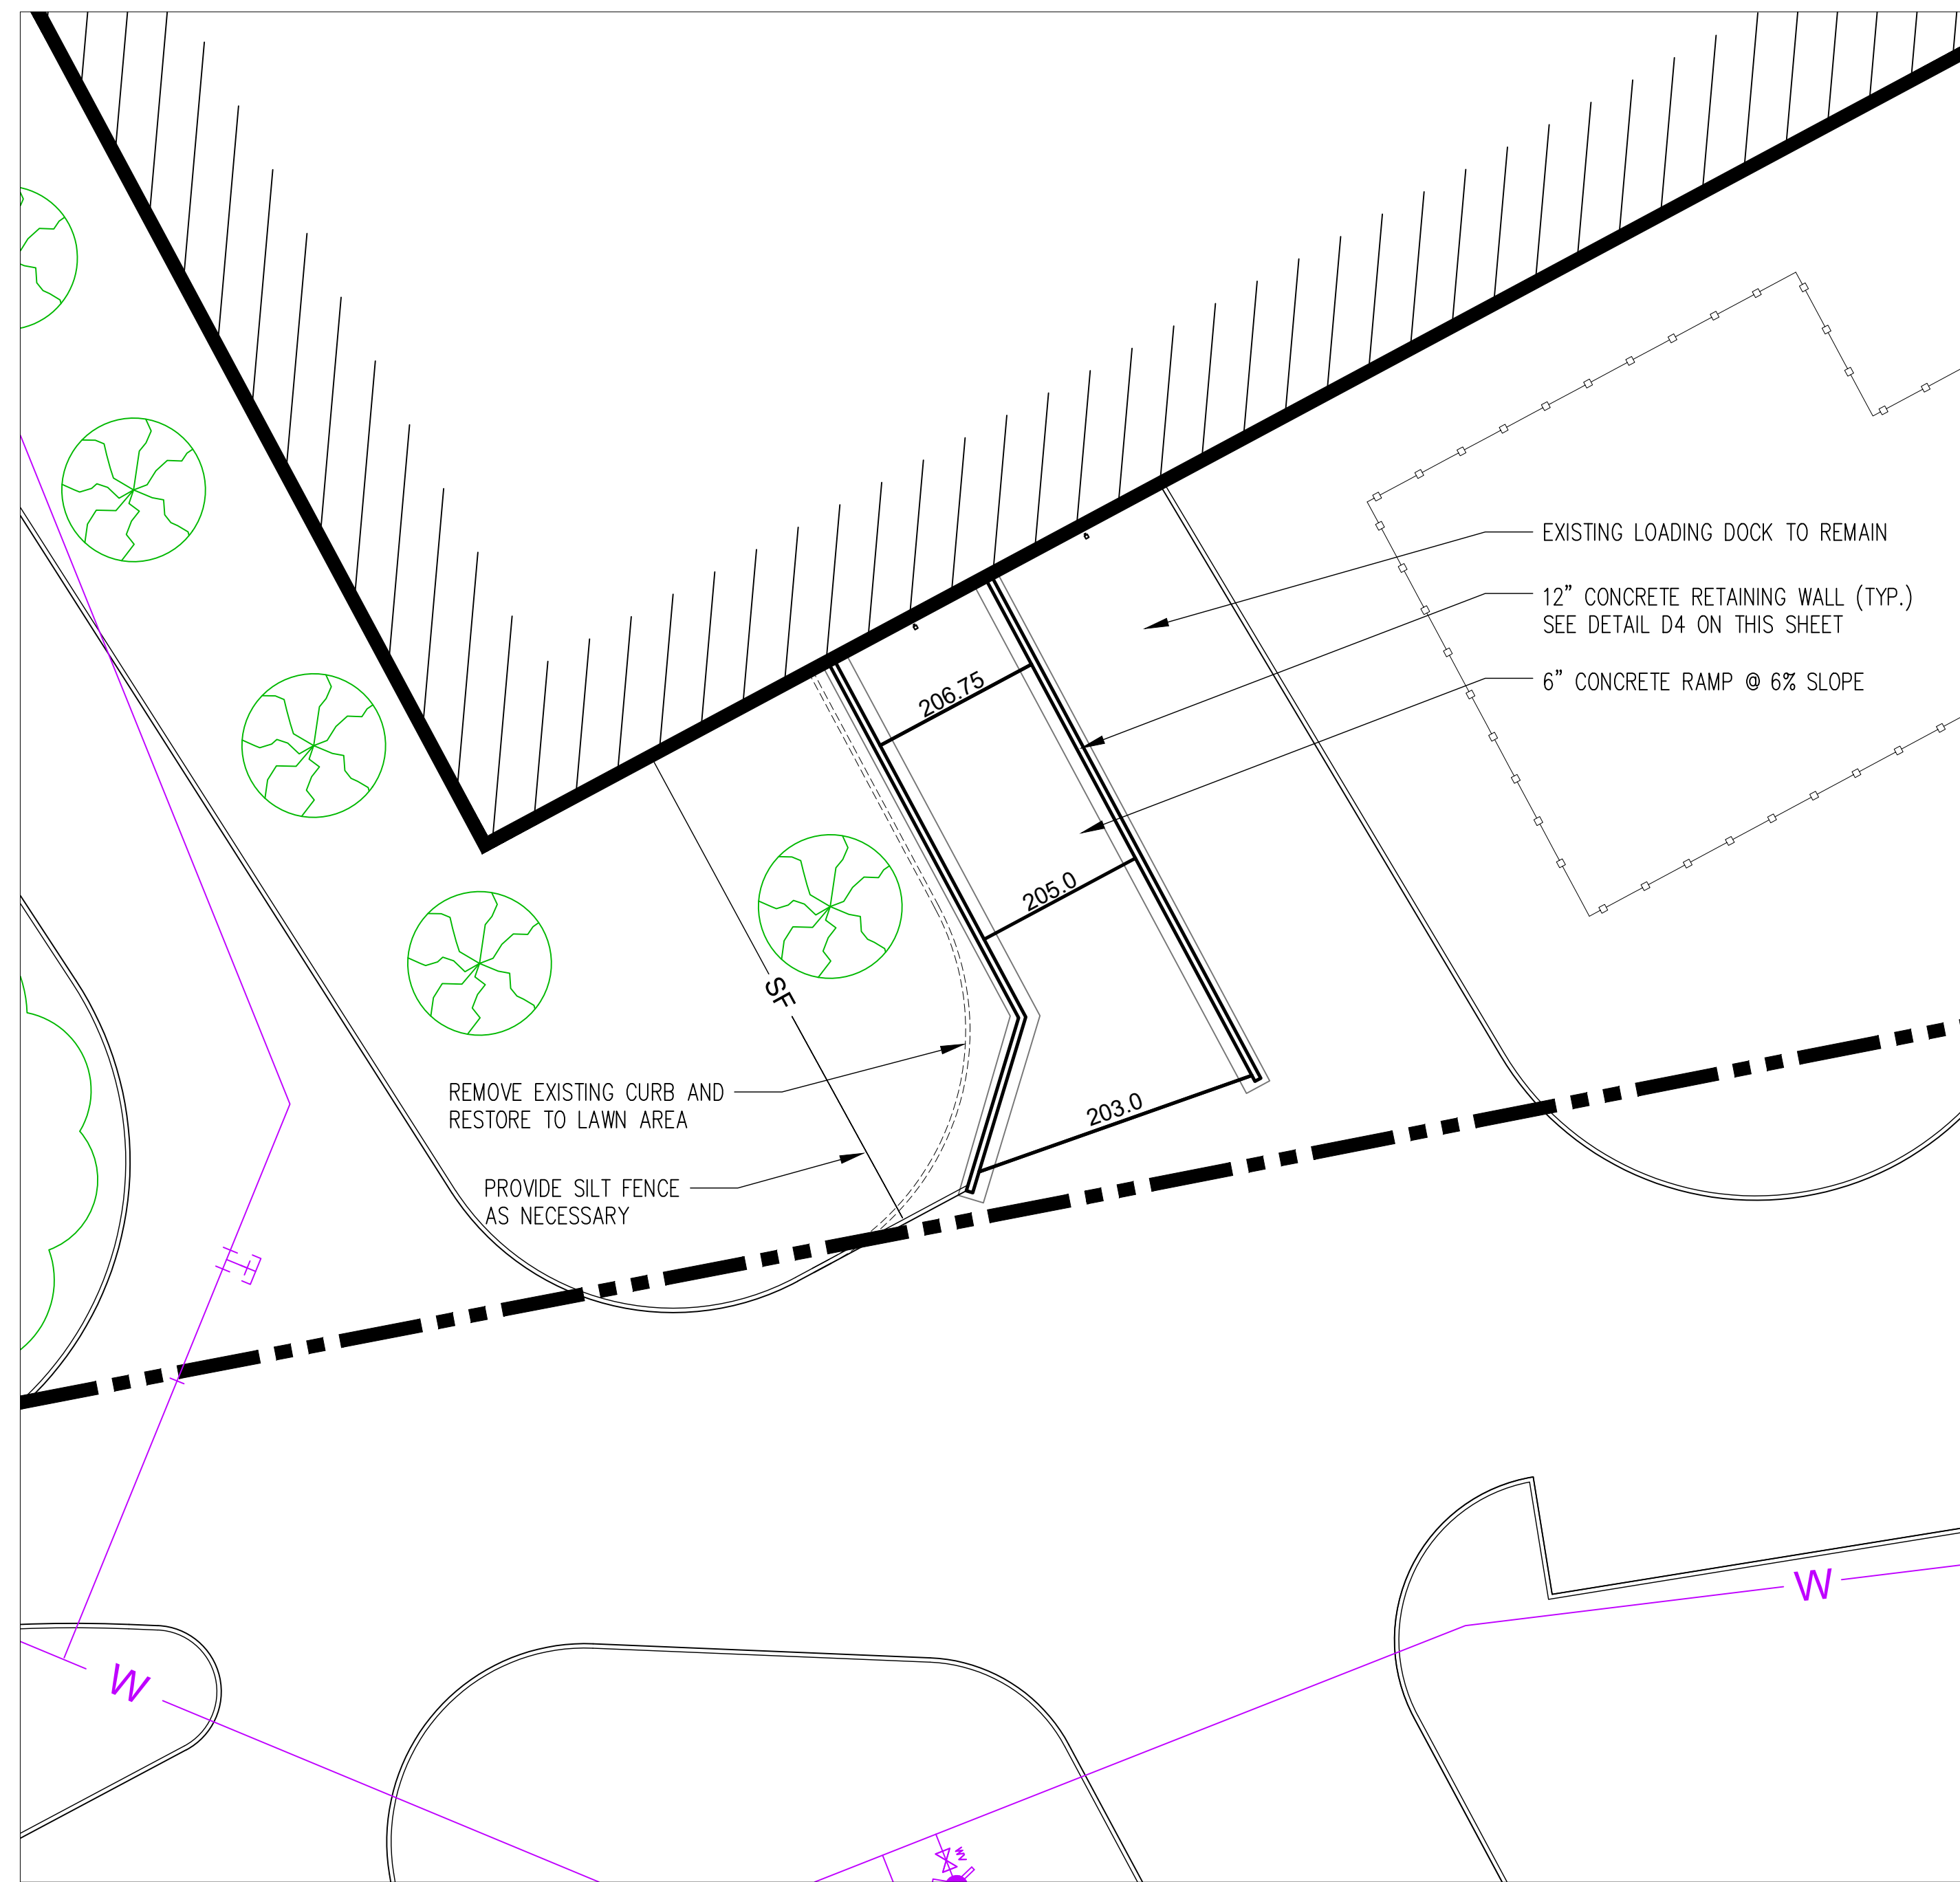 EXISTING LOADING DOCK TO REMAIN
12” CONCRETE RETAINING WALL (TYP.)
SEE DETAIL D4 ON THIS SHEET
6” CONCRETE RAMP @ 6% SLOPE
206.75
205.0
203.0
SF
REMOVE EXISTING CURB AND
RESTORE TO LAWN AREA
PROVIDE SILT FENCE
AS NECESSARY
W
W